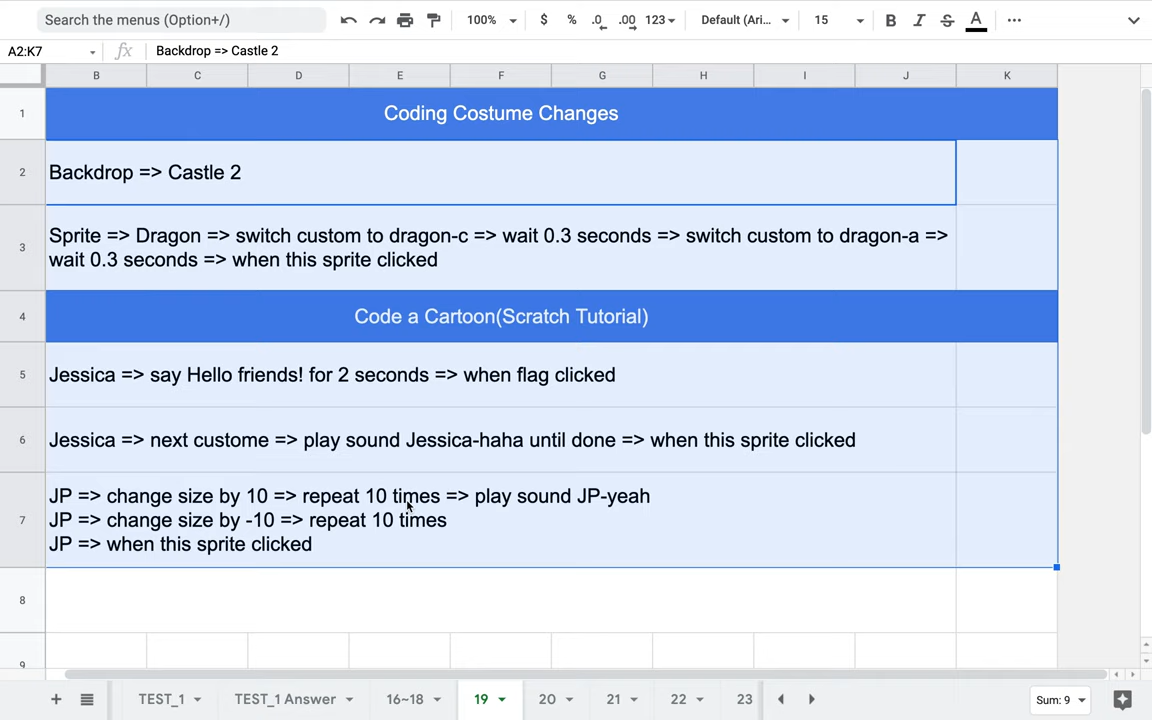 Search the menus (Option+/)
100% $ % .0 .00 123 Default (Ari... 15 B I S A ...
A2:K7 fx Backdrop => Castle 2
B C D E F G H I J K
1 Coding Costume Changes
2 Backdrop => Castle 2
3 Sprite => Dragon => switch custom to dragon-c => wait 0.3 seconds => switch custom to dragon-a =>
wait 0.3 seconds => when this sprite clicked
4 Code a Cartoon(Scratch Tutorial)
5 Jessica => say Hello friends! for 2 seconds => when flag clicked
6 Jessica => next custome => play sound Jessica-haha until done => when this sprite clicked
JP => change size by 10 => repeat 10 times => play sound JP-yeah
7 JP => change size by -10 => repeat 10 times
JP => when this sprite clicked
8
9
+ TEST_1 TEST_1 Answer 16~18 19 20 21 22 23 Sum: 9